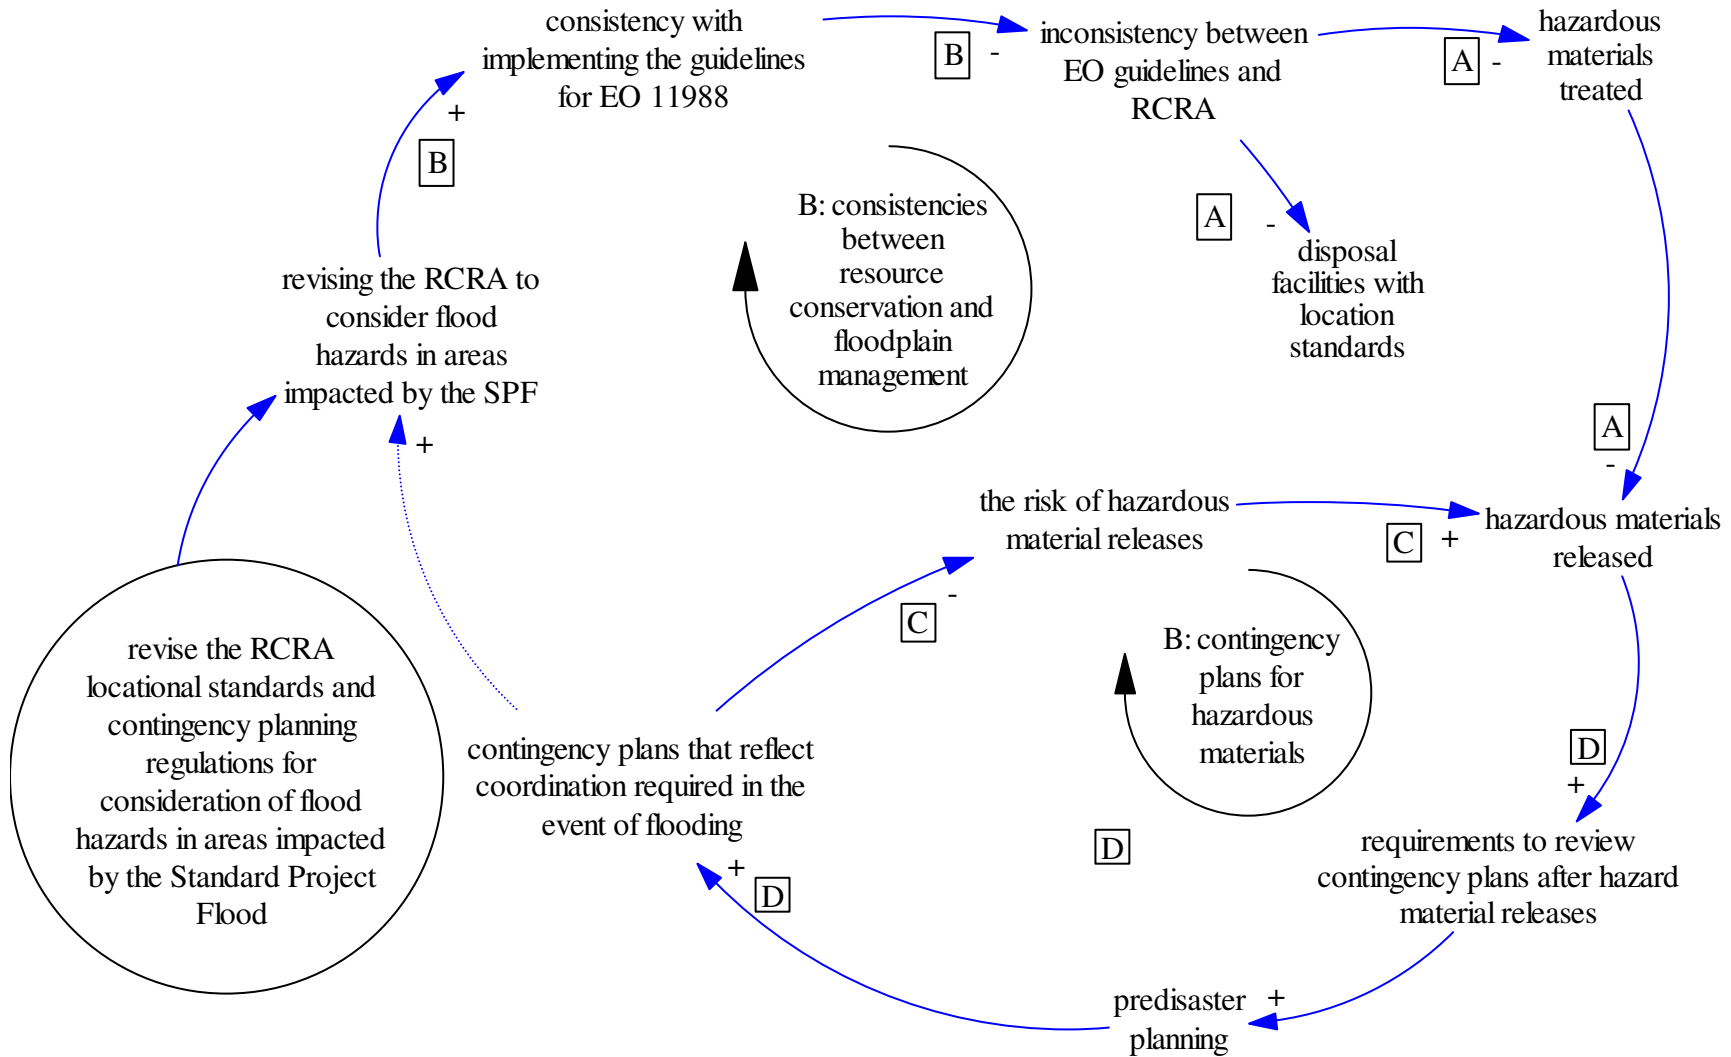 consistency with
implementing the guidelines
for EO 11988
B -
inconsistency between
EO guidelines and
RCRA
A -
hazardous
materials
treated
+
B
B: consistencies
between
resource
conservation and
floodplain
management
A -
disposal
facilities with
location
standards
revising the RCRA to
consider flood
hazards in areas
impacted by the SPF
+
A
-
the risk of hazardous
material releases
C +
hazardous materials
released
-
C
B: contingency
plans for
hazardous
materials
revise the RCRA
locational standards and
contingency planning
regulations for
consideration of flood
hazards in areas impacted
by the Standard Project
Flood
contingency plans that reflect
coordination required in the
event of flooding
D
+
D
requirements to review
contingency plans after hazard
material releases
+
D
predisaster +
planning